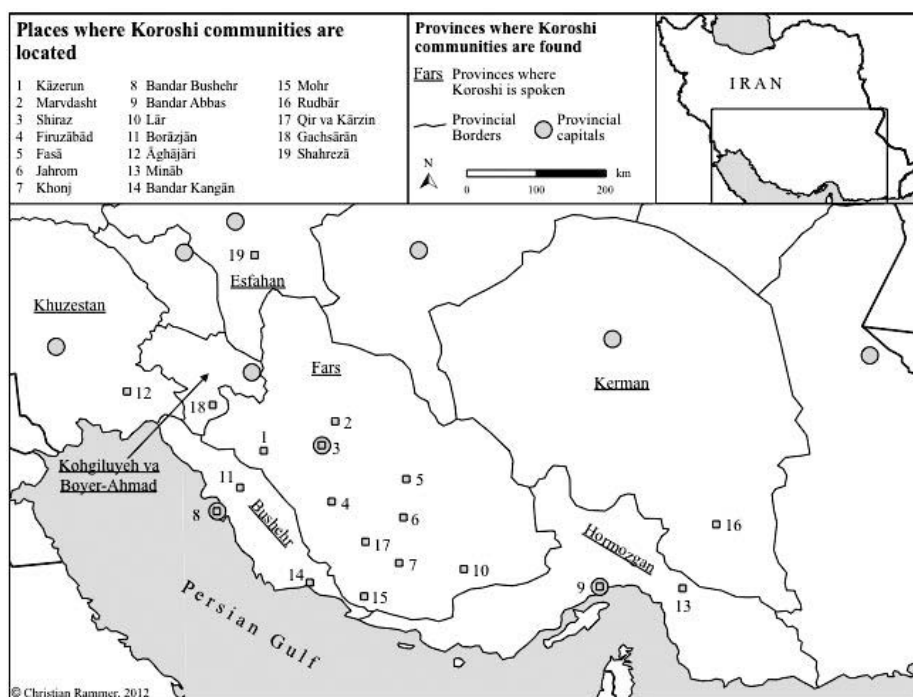 Places where Koroshi communities are
located
1 Kāzerun
2 Marvdasht
3 Shiraz
4 Firuzābād
5 Fasā
6 Jahrom
7 Khonj
8 Bandar Bushehr
9 Bandar Abbas
10 Lār
11 Borāzjān
12 Āghājāri
13 Mināb
14 Bandar Kangān
15 Mohr
16 Rudbār
17 Qir va Kārzin
18 Gachsārān
19 Shahrezā
Provinces where Koroshi
communities are found
Fars Provinces where
Koroshi is spoken
Provincial
Borders
Provincial
capitals
N
km
0 100 200
IRAN
19
Esfahan
Khuzestan
Fars
Kerman
12
18
2
3
1
Kohgiluyeh va
Boyer-Ahmad
11
5
4
8
6
Bushehr
16
17
Hormozgan
7
10
14
15
9
13
Persian Gulf
© Christian Rammer, 2012